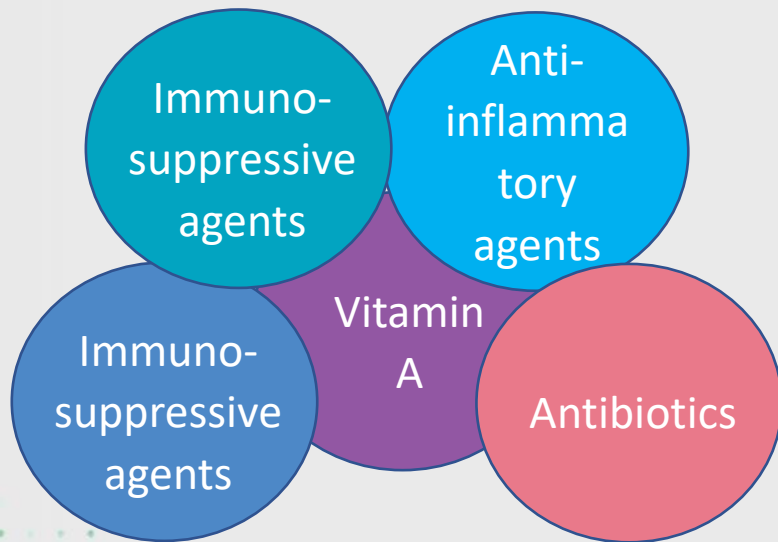 Immuno-
suppressive
agents
Anti-
inflamma
tory
agents
Vitamin
A
Immuno-
suppressive
agents
Antibiotics